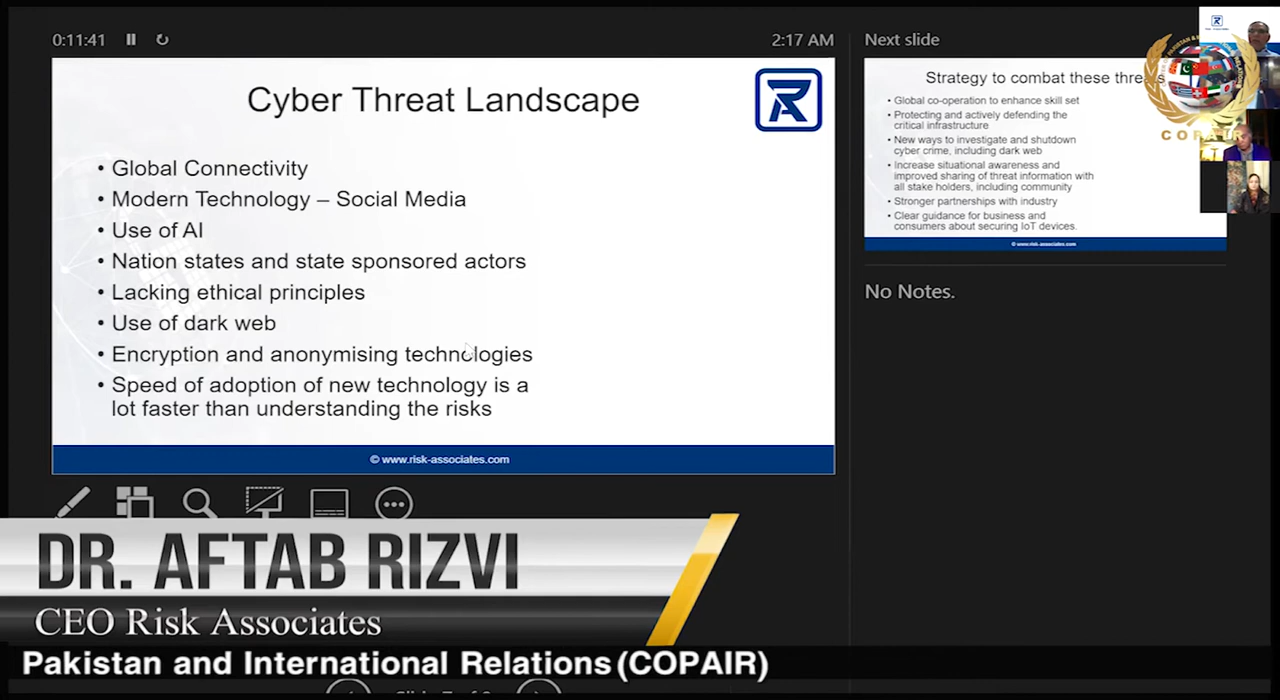 0:11:41
2:17 AM
Cyber Threat Landscape
• Global Connectivity
• Modern Technology – Social Media
• Use of AI
• Nation states and state sponsored actors
• Lacking ethical principles
• Use of dark web
• Encryption and anonymising technologies
• Speed of adoption of new technology is a
lot faster than understanding the risks
© www.risk-associates.com
Next slide
Strategy to combat these
• Global co-operation to enhance skill set
• Protecting and actively defending the
critical infrastructure
• New ways to investigate and shutdown
cyber crime, including dark web
• Increase situational awareness and
improved sharing of threat information with
all stake holders, including community
• Stronger partnerships with industry
• Clear guidance for business and
consumers about securing IoT devices.
© www.risk-associates.com
No Notes.
COPAIR
DR. AFTAB RIZVI
CEO Risk Associates
Pakistan and International Relations (COPAIR)